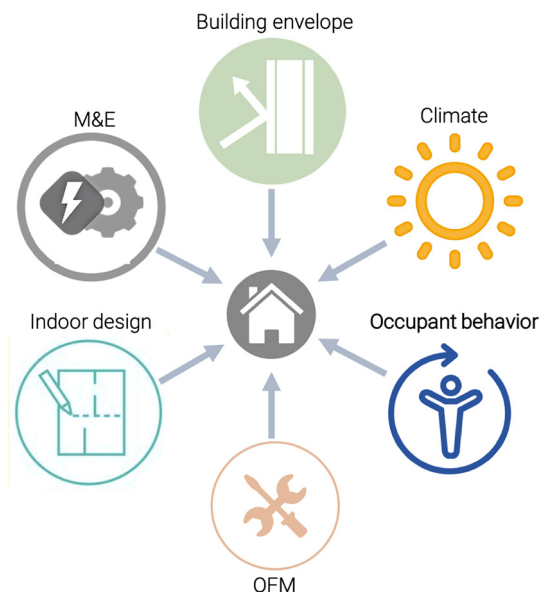 Building envelope
M&E
Climate
Indoor design
Occupant behavior
OFM